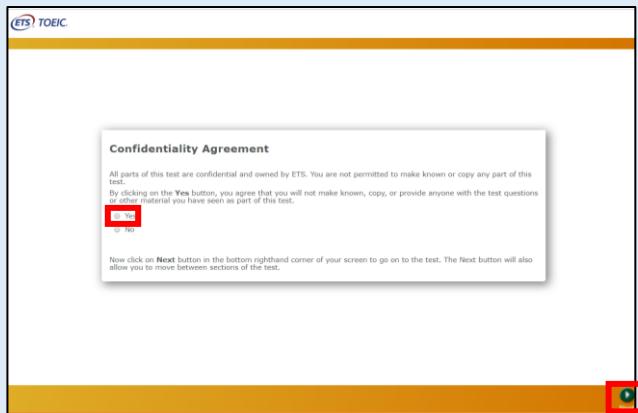 ETS TOEIC.
Confidentiality Agreement
All parts of this test are confidential and owned by ETS. You are not permitted to make known or copy any part of this
test.
By clicking on the Yes button, you agree that you will not make known, copy, or provide anyone with the test questions
or other material you have seen as part of this test.
Yes
No
Now click on Next button in the bottom righthand corner of your screen to go on to the test. The Next button will also
allow you to move between sections of the test.